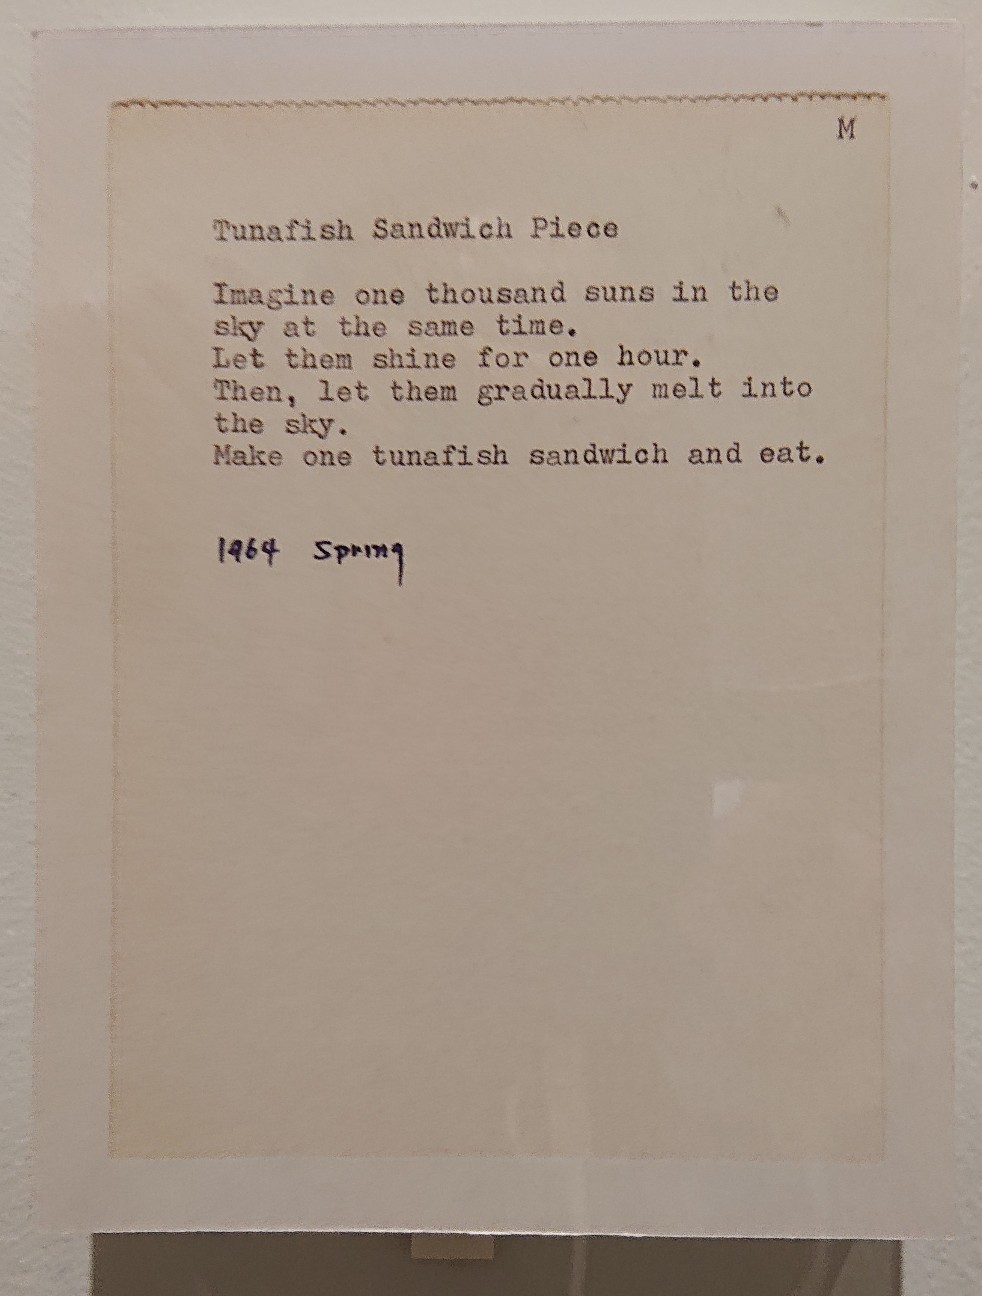 M
Tunafish Sandwich Piece
Imagine one thousand suns in the
sky at the same time.
Let them shine for one hour.
Then, let them gradually melt into
the sky.
Make one tunafish sandwich and eat.
1964 Spring